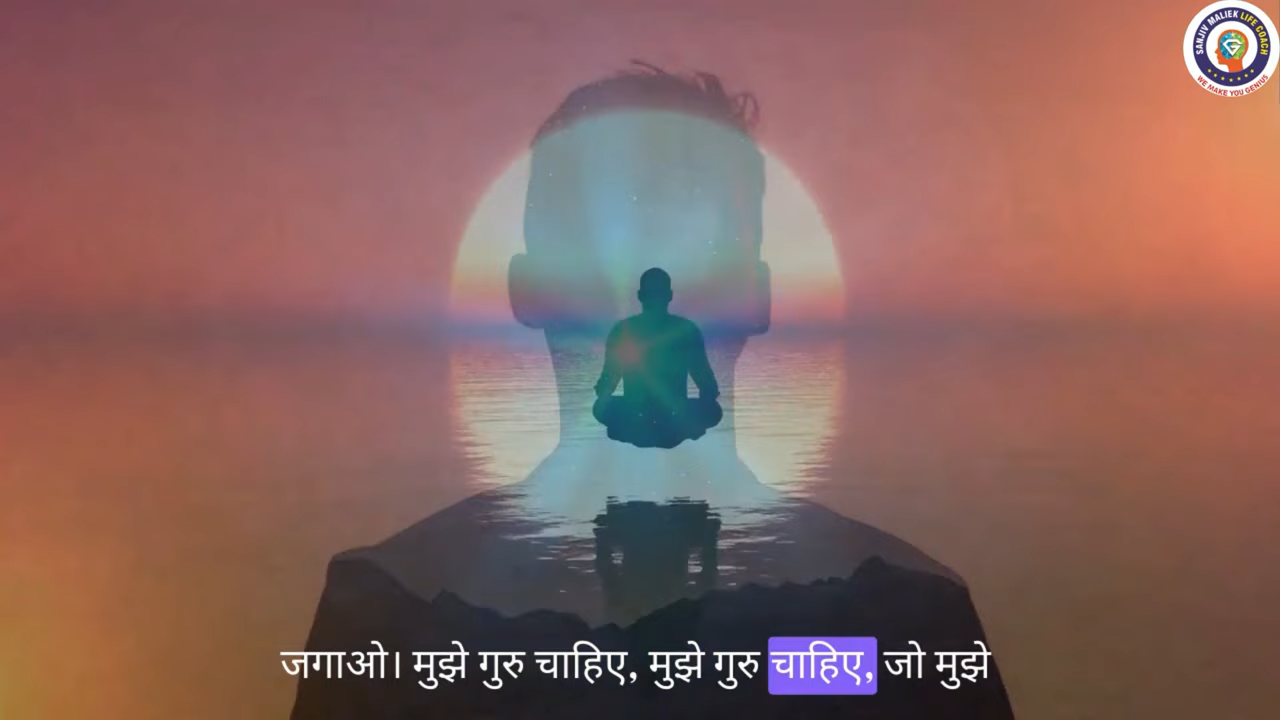 SANJIV MALIEK LIFE COACH
WE MAKE YOU GENIUS
जगाओ। मुझे गुरु चाहिए, मुझे गुरु चाहिए, जो मुझे